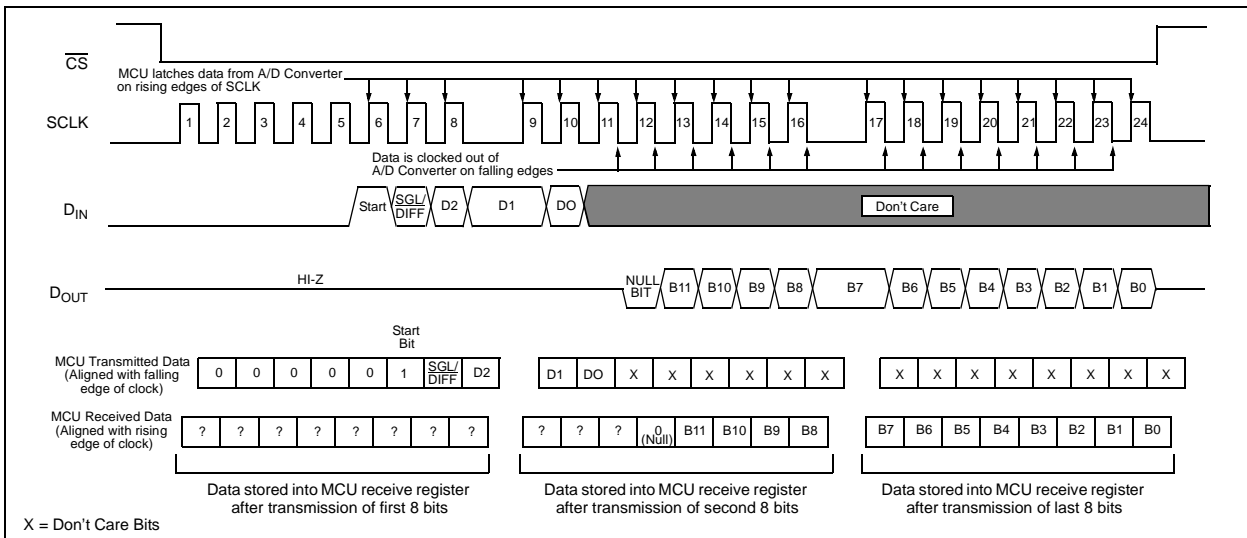 CS
MCU latches data from A/D Converter
on rising edges of SCLK
SCLK
1 2 3 4 5 6 7 8 9 10 11 12 13 14 15 16 17 18 19 20 21 22 23 24
Data is clocked out of
A/D Converter on falling edges
DIN
Start SGL/DIFF D2 D1 DO Don't Care
HI-Z
DOUT
NULL BIT B11 B10 B9 B8 B7 B6 B5 B4 B3 B2 B1 B0
Start
Bit
MCU Transmitted Data
(Aligned with falling
edge of clock)
0 0 0 0 0 1 SGL/DIFF D2 D1 DO X X X X X X X X X X X X X X
MCU Received Data
(Aligned with rising
edge of clock)
? ? ? ? ? ? ? ? ? ? ? 0 (Null) B11 B10 B9 B8 B7 B6 B5 B4 B3 B2 B1 B0
Data stored into MCU receive register
after transmission of first 8 bits
Data stored into MCU receive register
after transmission of second 8 bits
Data stored into MCU receive register
after transmission of last 8 bits
X = Don't Care Bits